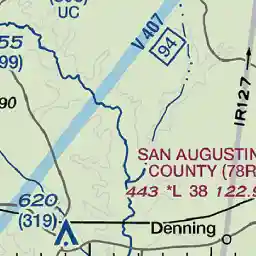 UC
V 407
94
55
99)
90
IR127
SAN AUGUSTIN
COUNTY (78R
443 *L 38 122.9
620
(319)
Denning